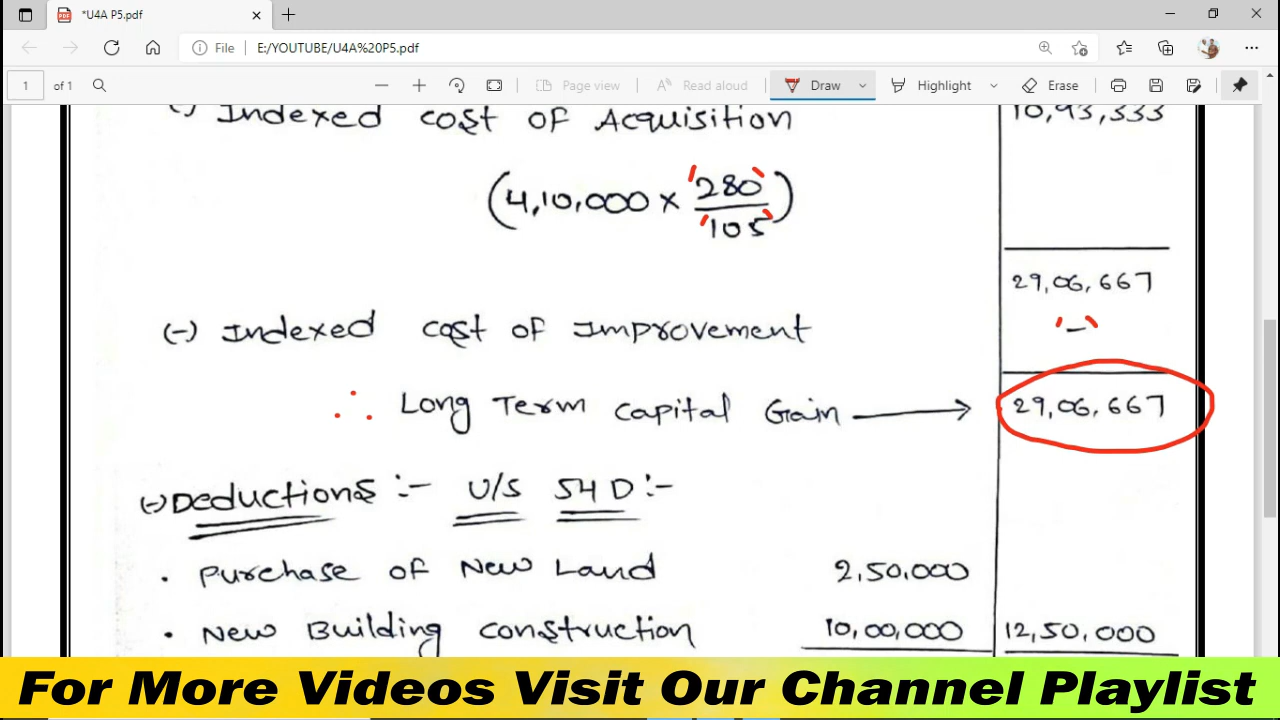 *U4A P5.pdf
File E:/YOUTUBE/U4A%20P5.pdf
1 of 1 Page view Read aloud Draw Highlight Erase
(-) Indexed cost of Acquisition 10,93,333
(4,10,000 × 280/105)
29,06,667
(-) Indexed cost of Improvement -
∴ Long Term Capital Gain → 29,06,667
(-) Deductions :- U/S 54 D :-
· Purchase of New Land 2,50,000
· New Building construction 10,00,000 12,50,000
For More Videos Visit Our Channel Playlist